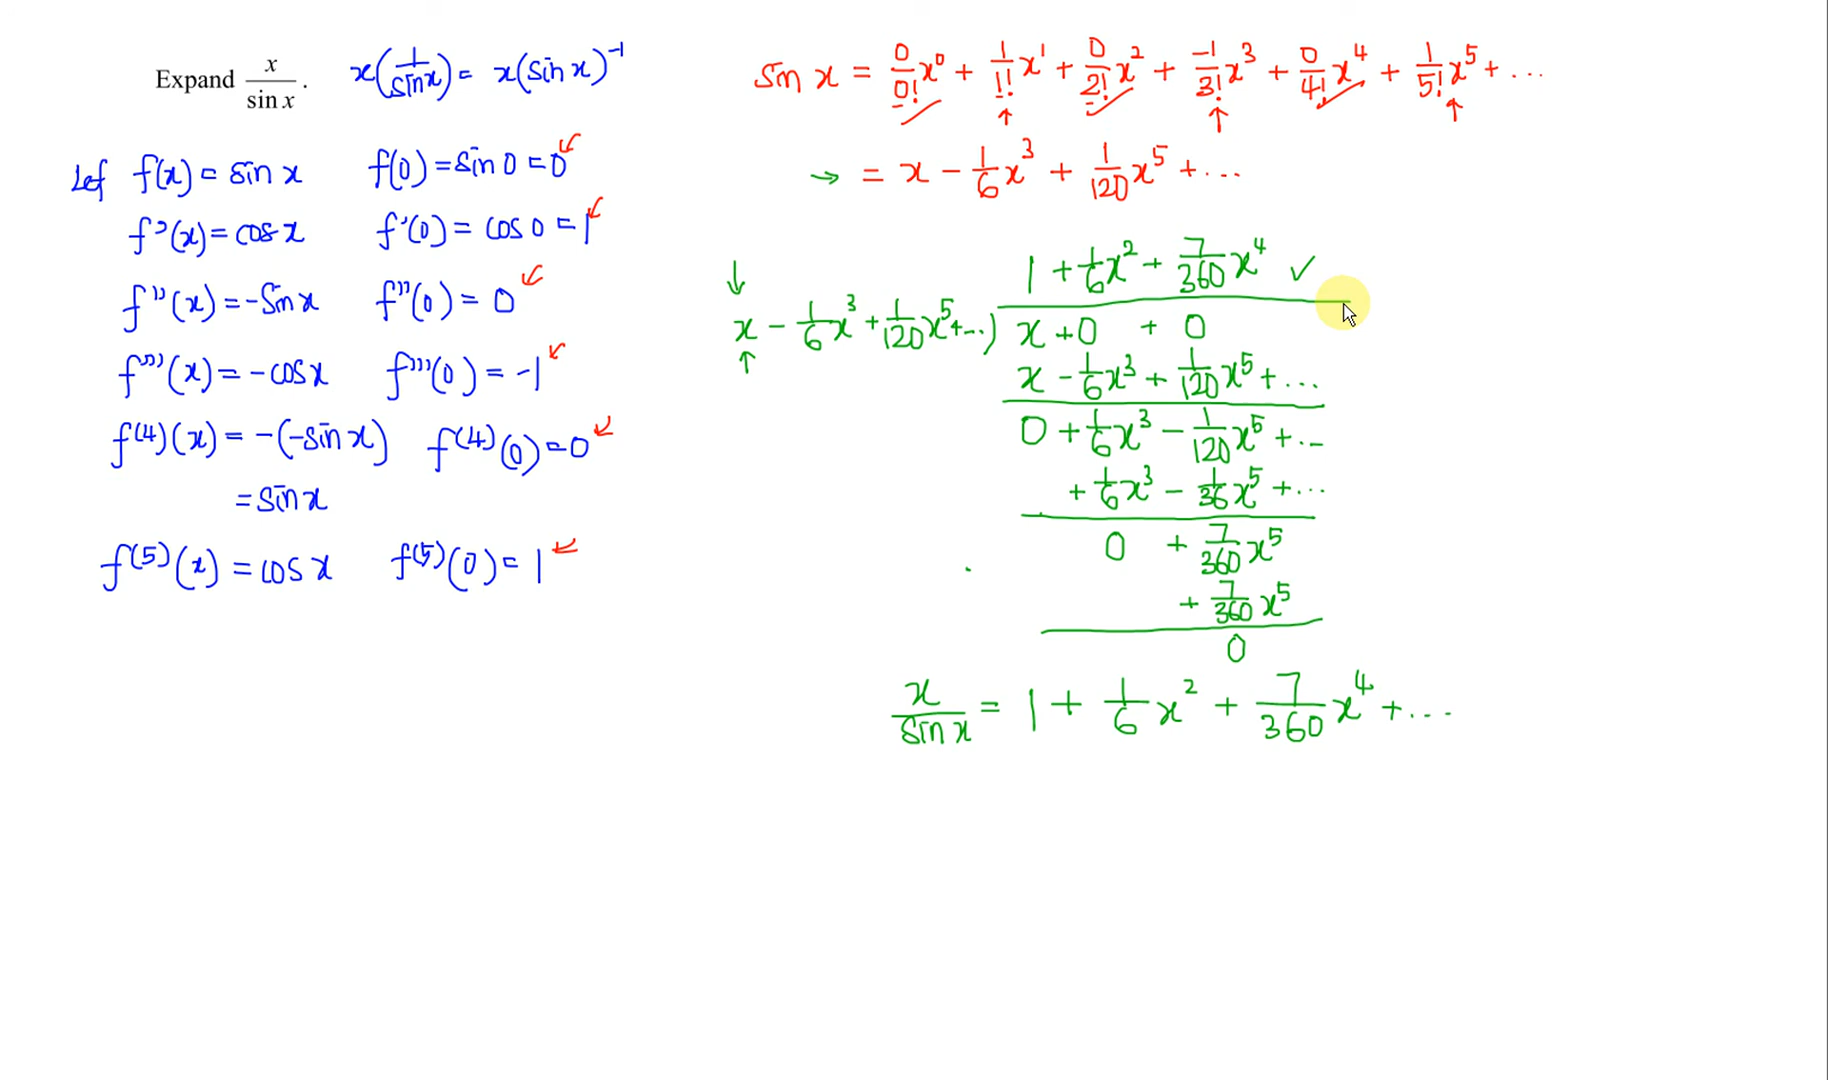 Expand x/sin x. x(1/sin x) = x(sin x)^-1
Let f(x) = sin x f(0) = sin 0 = 0
f'(x) = cos x f'(0) = cos 0 = 1
f''(x) = -sin x f''(0) = 0
f'''(x) = -cos x f'''(0) = -1
f^(4)(x) = -(-sin x) f^(4)(0) = 0
= sin x
f^(5)(x) = cos x f^(5)(0) = 1
sin x = 0/0! x^0 + 1/1! x^1 + 0/2! x^2 + -1/3! x^3 + 0/4! x^4 + 1/5! x^5 + ...
→ = x - 1/6 x^3 + 1/120 x^5 + ...
1 + 1/6 x^2 + 7/360 x^4 ✓
x - 1/6 x^3 + 1/120 x^5 + ...) x + 0 + 0
x - 1/6 x^3 + 1/120 x^5 + ...
0 + 1/6 x^3 - 1/120 x^5 + ...
+ 1/6 x^3 - 1/36 x^5 + ...
0 + 7/360 x^5
+ 7/360 x^5
0
x/sin x = 1 + 1/6 x^2 + 7/360 x^4 + ...